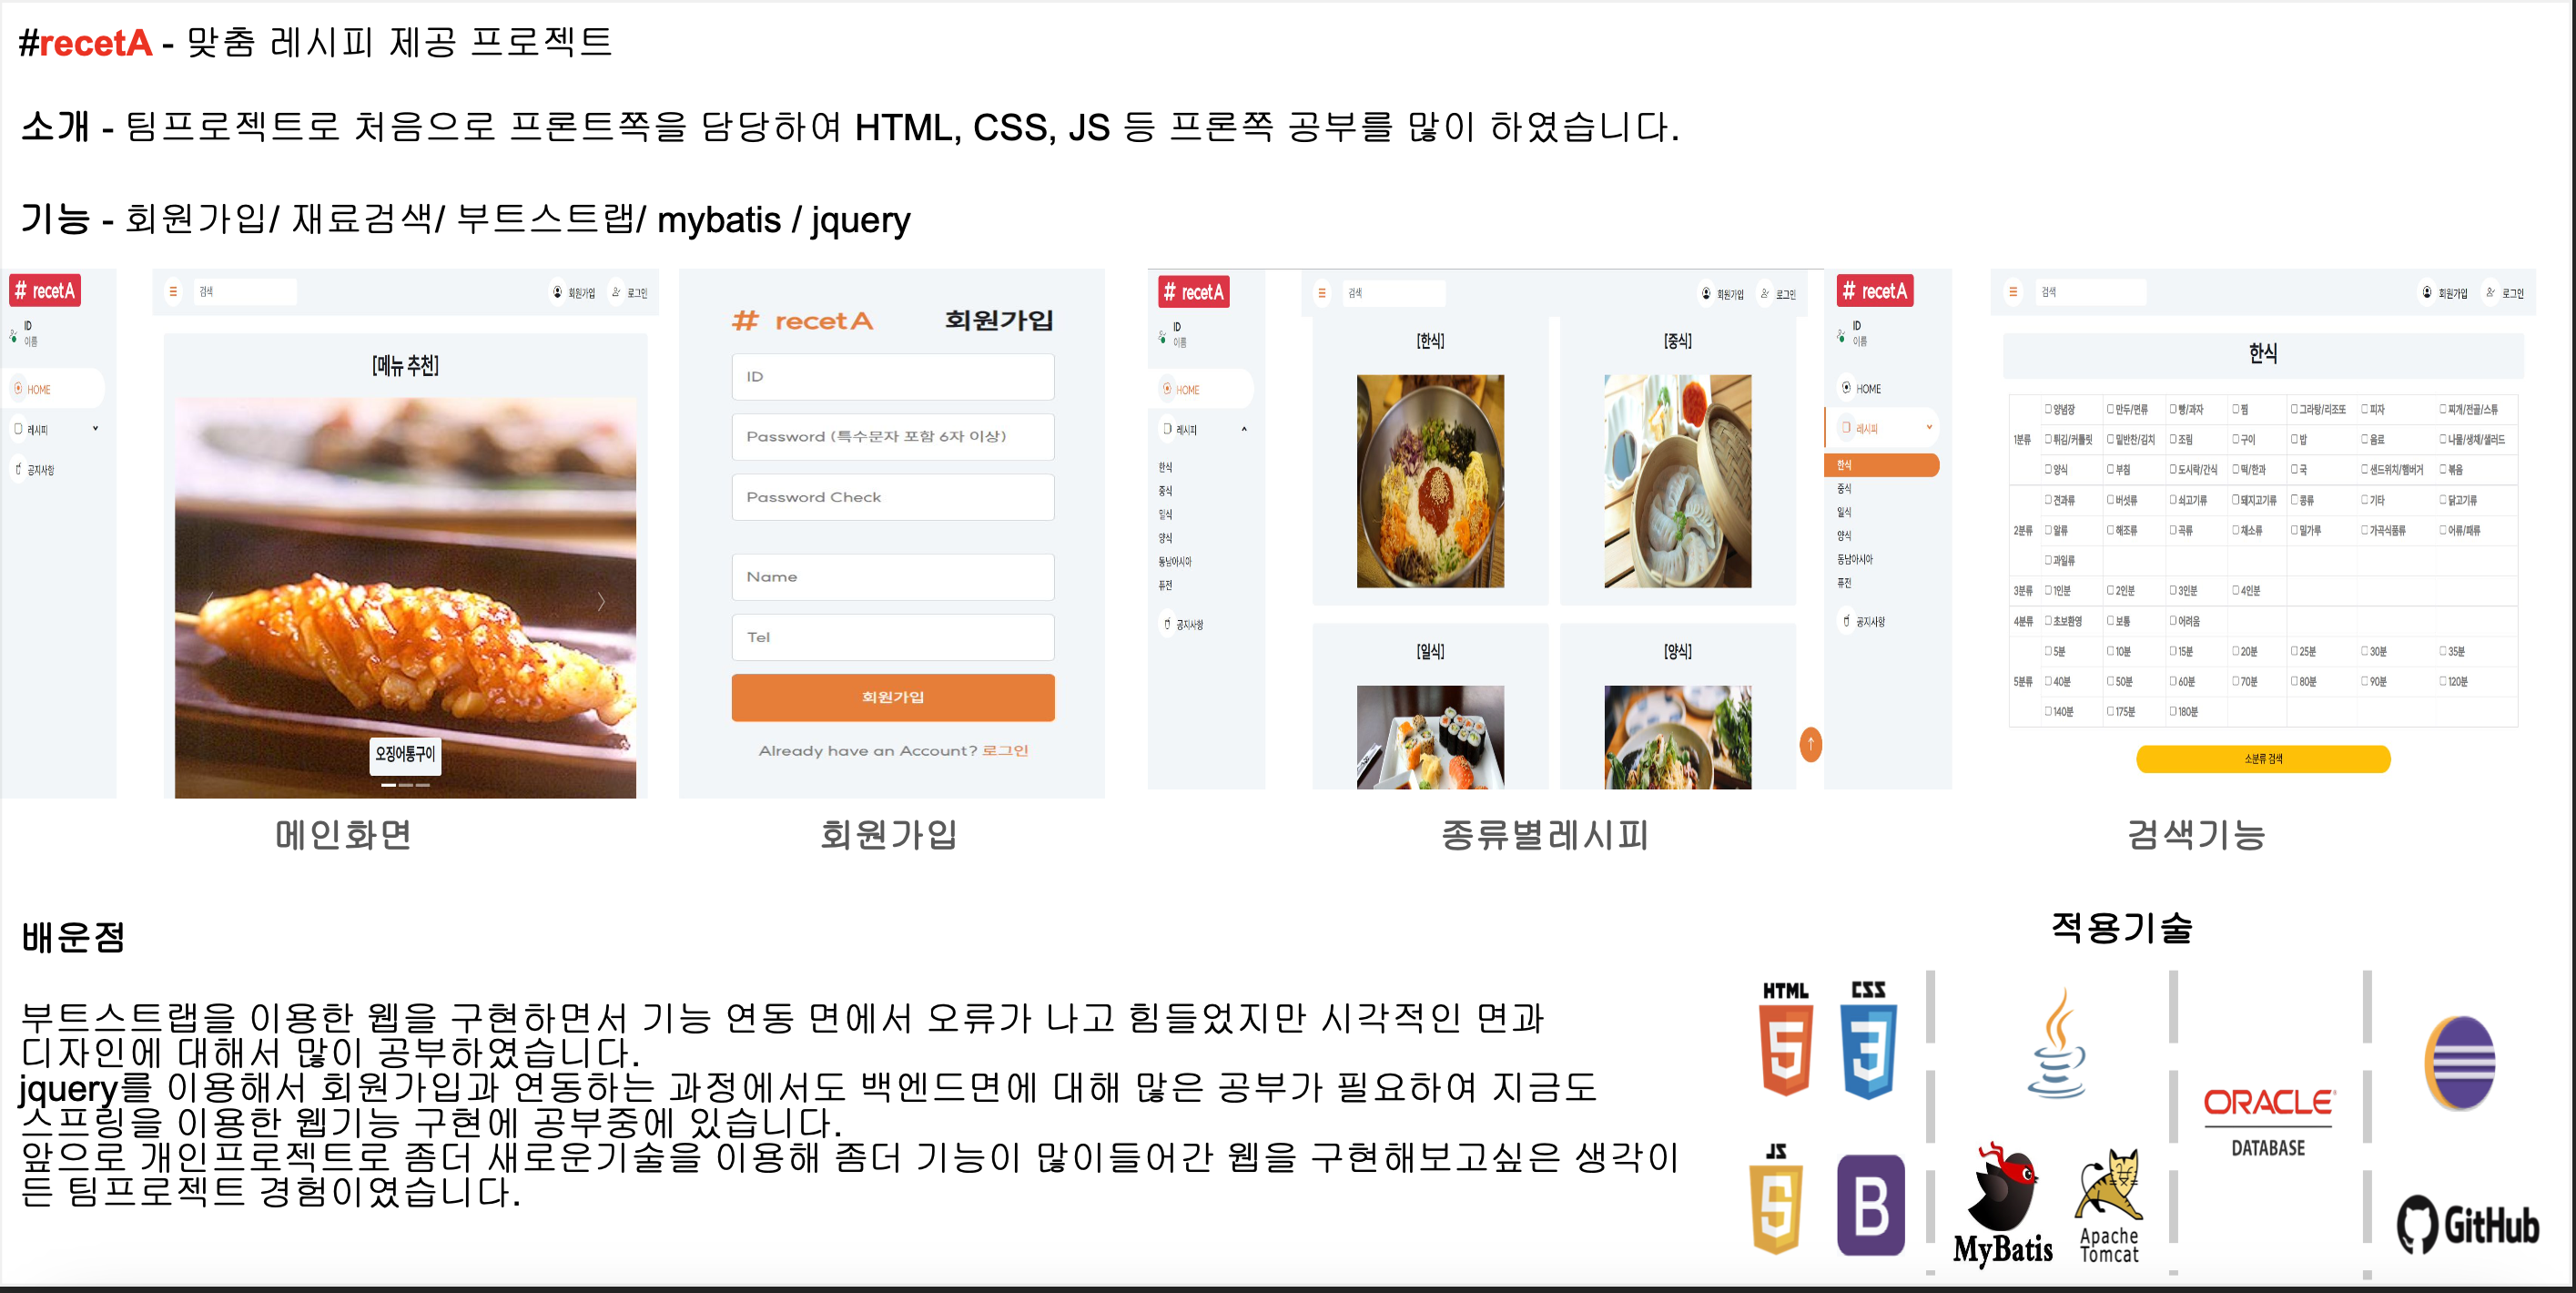 #recetA - 맞춤 레시피 제공 프로젝트
소개 - 팀프로젝트로 처음으로 프론트쪽을 담당하여 HTML, CSS, JS 등 프론쪽 공부를 많이 하였습니다.
기능 - 회원가입/ 재료검색/ 부트스트랩/ mybatis / jquery
# recetA
ID
이름
HOME
레시피
공지사항
검색
회원가입
로그인
[메뉴 추천]
오징어통구이
메인화면
# recetA 회원가입
ID
Password (특수문자 포함 6자 이상)
Password Check
Name
Tel
회원가입
Already have an Account? 로그인
회원가입
# recetA
ID
이름
HOME
레시피
한식
중식
일식
양식
동남아시아
퓨전
공지사항
검색
회원가입
로그인
[한식]
[중식]
[일식]
[양식]
종류별레시피
# recetA
ID
이름
HOME
레시피
한식
중식
일식
양식
동남아시아
퓨전
공지사항
검색
회원가입
로그인
한식
1분류 양념장 만두/면류 빵/과자 찜 그라탕/리조또 피자 찌개/전골/스튜
튀김/커틀릿 밑반찬/김치 조림 구이 밥 음료 나물/생채/샐러드
양식 부침 도시락/간식 떡/한과 국 샌드위치/햄버거 볶음
2분류 견과류 버섯류 쇠고기류 돼지고기류 콩류 기타 닭고기류
알류 해조류 곡류 채소류 밀가루 가공식품류 어류/패류
과일류
3분류 1인분 2인분 3인분 4인분
4분류 초보환영 보통 어려움
5분류 5분 10분 15분 20분 25분 30분 35분
40분 50분 60분 70분 80분 90분 120분
140분 175분 180분
소분류 검색
검색기능
배운점
부트스트랩을 이용한 웹을 구현하면서 기능 연동 면에서 오류가 나고 힘들었지만 시각적인 면과
디자인에 대해서 많이 공부하였습니다.
jquery를 이용해서 회원가입과 연동하는 과정에서도 백엔드면에 대해 많은 공부가 필요하여 지금도
스프링을 이용한 웹기능 구현에 공부중에 있습니다.
앞으로 개인프로젝트로 좀더 새로운기술을 이용해 좀더 기능이 많이들어간 웹을 구현해보고싶은 생각이
든 팀프로젝트 경험이였습니다.
적용기술
HTML
5
CSS
3
JS
B
MyBatis
Apache
Tomcat
ORACLE
DATABASE
GitHub